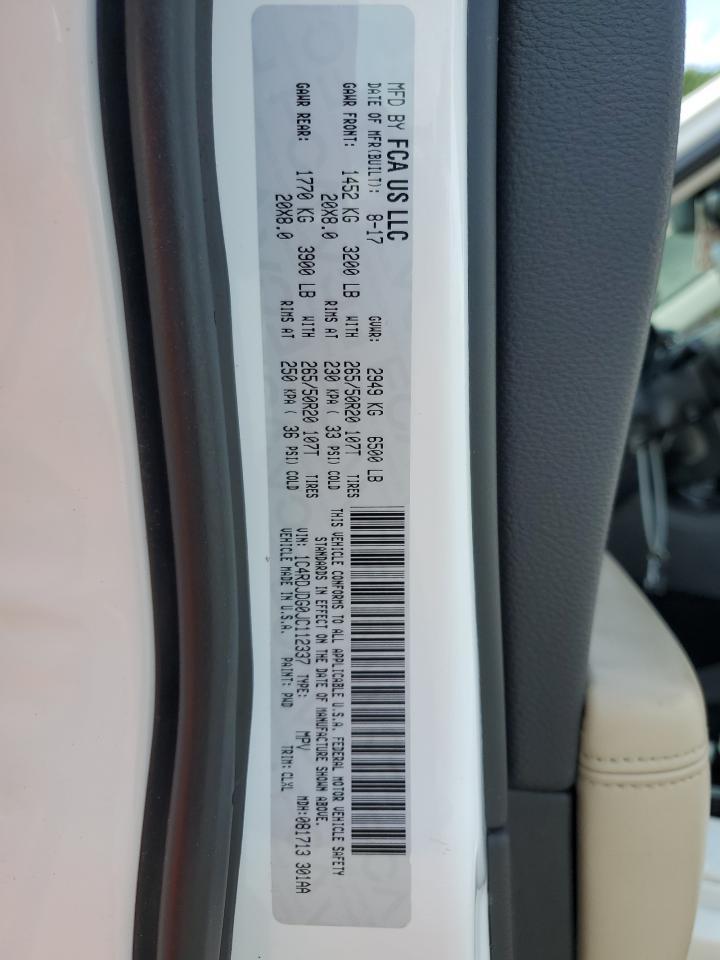 MFD BY FCA US LLC
DATE OF MFR(BUILT): 8-17 GVWR: 2949 KG 6500 LB
GAWR FRONT: 1452 KG 3200 LB WITH 265/50R20 107T TIRES
20X8.0 RIMS AT 230 KPA( 33 PSI) COLD
GAWR REAR: 1770 KG 3900 LB WITH 265/50R20 107T TIRES
20X8.0 RIMS AT 250 KPA( 36 PSI) COLD
THIS VEHICLE CONFORMS TO ALL APPLICABLE U.S.A. FEDERAL MOTOR VEHICLE SAFETY
STANDARDS IN EFFECT ON THE DATE OF MANUFACTURE SHOWN ABOVE.
VIN: 1C4RDJDG0JC112337 TYPE: MPV MDH:081713 301AA
VEHICLE MADE IN U.S.A. PAINT: PWD TRIM: CLXL